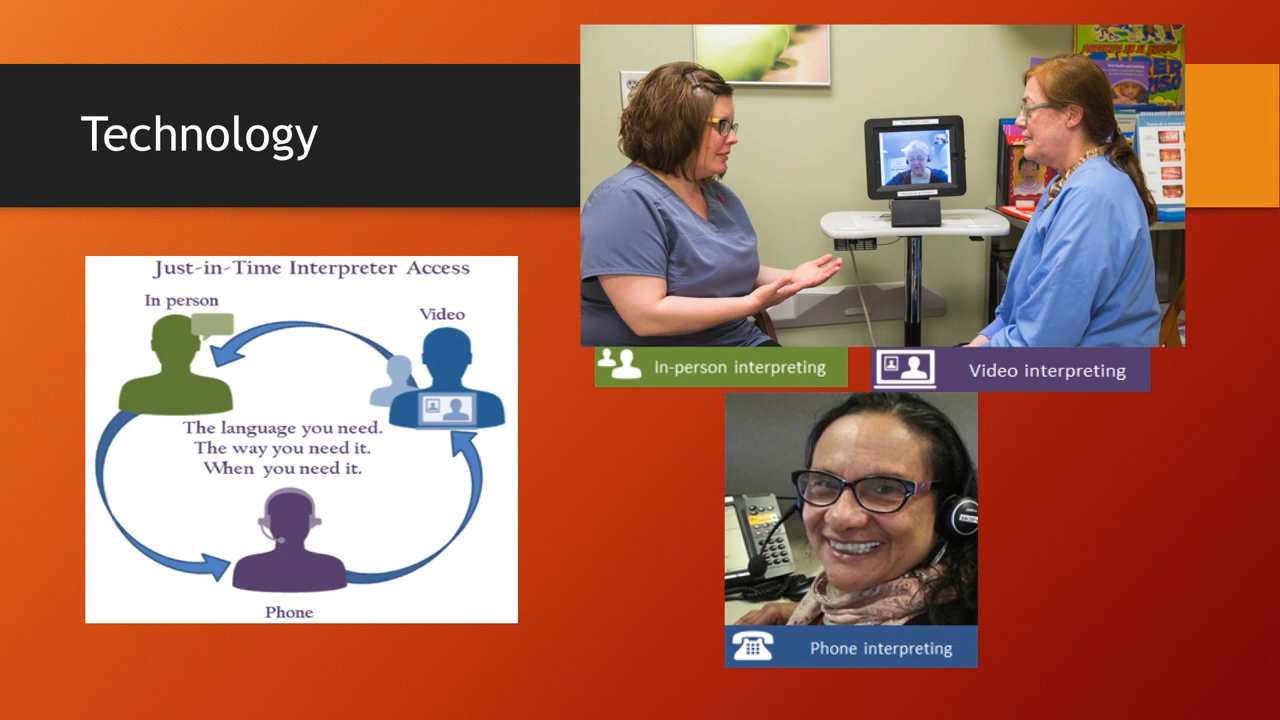 Technology
Just-in-Time Interpreter Access
In person
Video
The language you need.
The way you need it.
When you need it.
Phone
In-person interpreting
Video interpreting
Phone interpreting